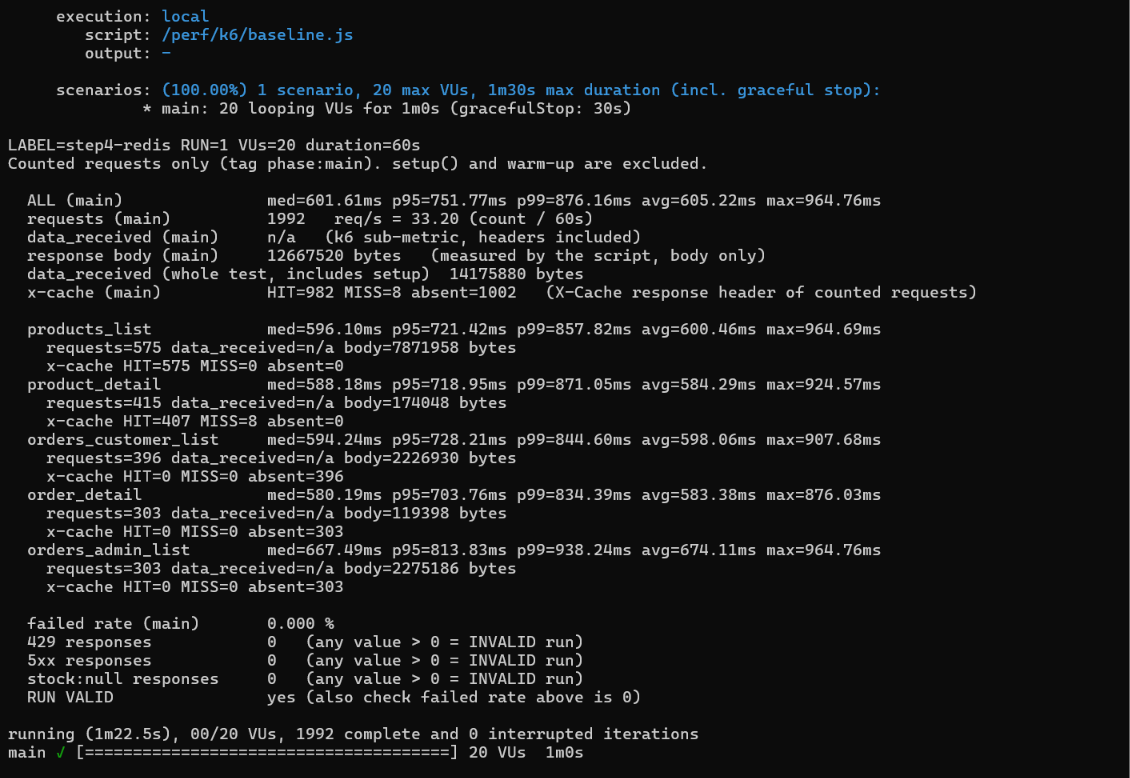 execution: local
script: /perf/k6/baseline.js
output: -
scenarios: (100.00%) 1 scenario, 20 max VUs, 1m30s max duration (incl. graceful stop):
* main: 20 looping VUs for 1m0s (gracefulStop: 30s)
LABEL=step4-redis RUN=1 VUs=20 duration=60s
Counted requests only (tag phase:main). setup() and warm-up are excluded.
ALL (main) med=601.61ms p95=751.77ms p99=876.16ms avg=605.22ms max=964.76ms
requests (main) 1992 req/s = 33.20 (count / 60s)
data_received (main) n/a (k6 sub-metric, headers included)
response body (main) 12667520 bytes (measured by the script, body only)
data_received (whole test, includes setup) 14175880 bytes
x-cache (main) HIT=982 MISS=8 absent=1002 (X-Cache response header of counted requests)
products_list med=596.10ms p95=721.42ms p99=857.82ms avg=600.46ms max=964.69ms
requests=575 data_received=n/a body=7871958 bytes
x-cache HIT=575 MISS=0 absent=0
product_detail med=588.18ms p95=718.95ms p99=871.05ms avg=584.29ms max=924.57ms
requests=415 data_received=n/a body=174048 bytes
x-cache HIT=407 MISS=8 absent=0
orders_customer_list med=594.24ms p95=728.21ms p99=844.60ms avg=598.06ms max=907.68ms
requests=396 data_received=n/a body=2226930 bytes
x-cache HIT=0 MISS=0 absent=396
order_detail med=580.19ms p95=703.76ms p99=834.39ms avg=583.38ms max=876.03ms
requests=303 data_received=n/a body=119398 bytes
x-cache HIT=0 MISS=0 absent=303
orders_admin_list med=667.49ms p95=813.83ms p99=938.24ms avg=674.11ms max=964.76ms
requests=303 data_received=n/a body=2275186 bytes
x-cache HIT=0 MISS=0 absent=303
failed rate (main) 0.000 %
429 responses 0 (any value > 0 = INVALID run)
5xx responses 0 (any value > 0 = INVALID run)
stock:null responses 0 (any value > 0 = INVALID run)
RUN VALID yes (also check failed rate above is 0)
running (1m22.5s), 00/20 VUs, 1992 complete and 0 interrupted iterations
main ✓ [======================================] 20 VUs 1m0s